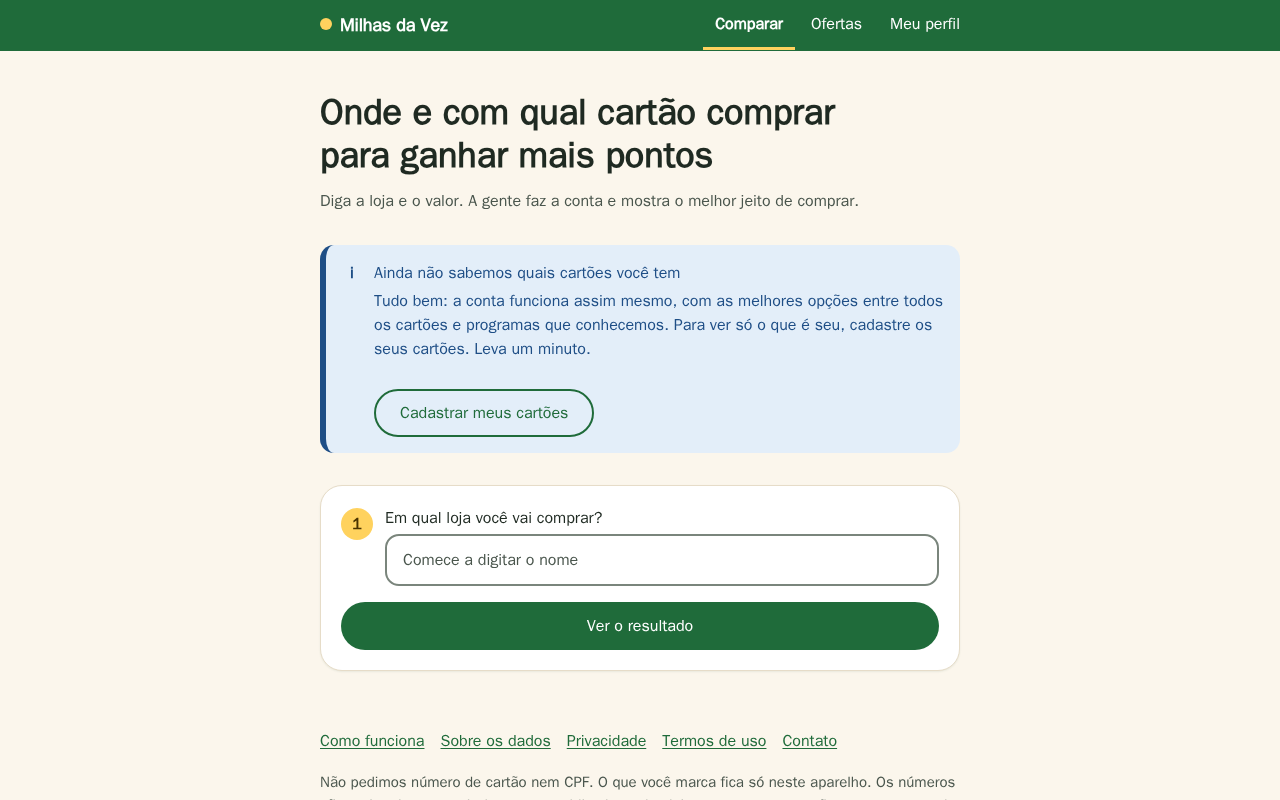 Milhas da Vez
Comparar
Ofertas
Meu perfil
Onde e com qual cartão comprar
para ganhar mais pontos
Diga a loja e o valor. A gente faz a conta e mostra o melhor jeito de comprar.
i
Ainda não sabemos quais cartões você tem
Tudo bem: a conta funciona assim mesmo, com as melhores opções entre todos
os cartões e programas que conhecemos. Para ver só o que é seu, cadastre os
seus cartões. Leva um minuto.
Cadastrar meus cartões
1
Em qual loja você vai comprar?
Comece a digitar o nome
Ver o resultado
Como funciona
Sobre os dados
Privacidade
Termos de uso
Contato
Não pedimos número de cartão nem CPF. O que você marca fica só neste aparelho. Os números